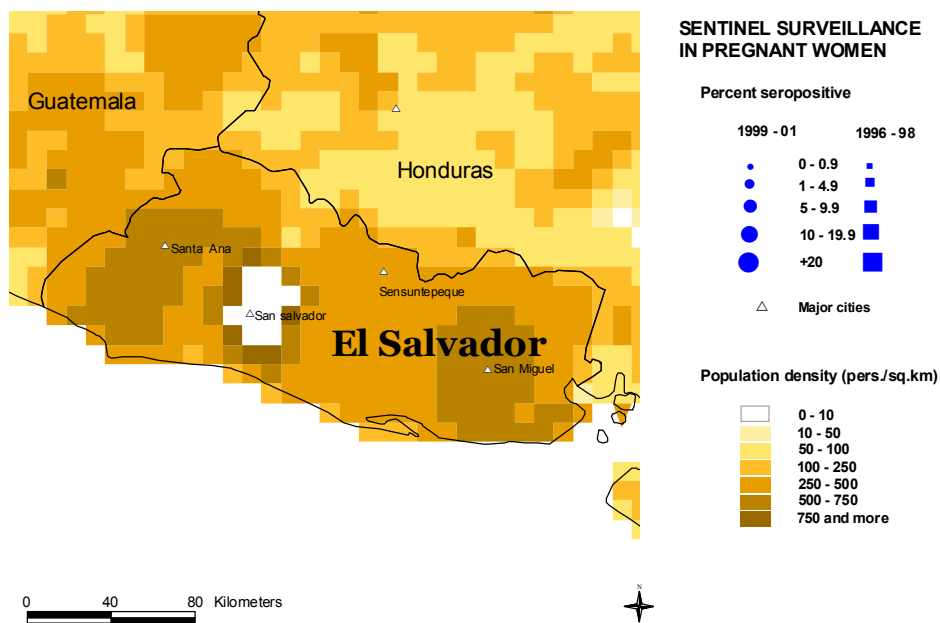 SENTINEL SURVEILLANCE
IN PREGNANT WOMEN
Percent seropositive
1999 - 01 1996 - 98
0 - 0.9
1 - 4.9
5 - 9.9
10 - 19.9
+20
Major cities
Population density (pers./sq.km)
0 - 10
10 - 50
50 - 100
100 - 250
250 - 500
500 - 750
750 and more
Guatemala
Honduras
Santa Ana
Sensuntepeque
San salvador
El Salvador
San Miguel
0 40 80 Kilometers
N